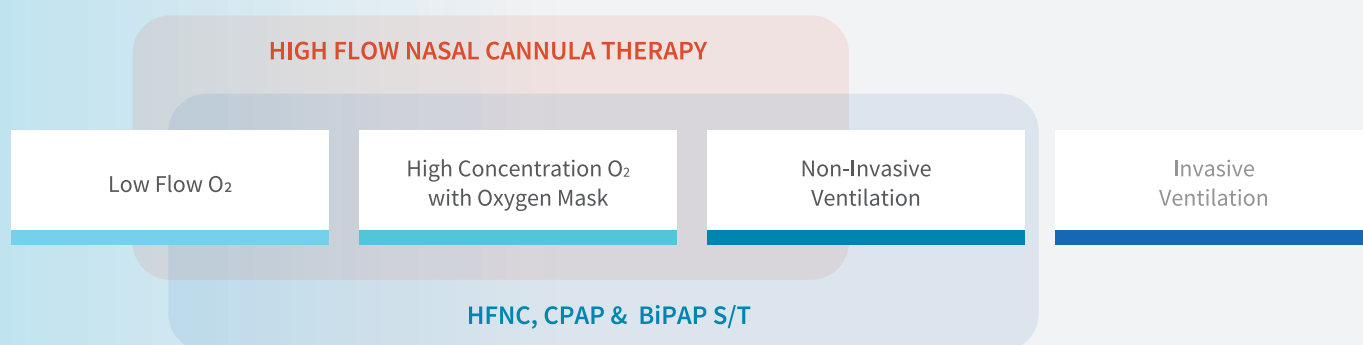 HIGH FLOW NASAL CANNULA THERAPY
Low Flow O₂
High Concentration O₂
with Oxygen Mask
Non-Invasive
Ventilation
Invasive
Ventilation
HFNC, CPAP & BiPAP S/T